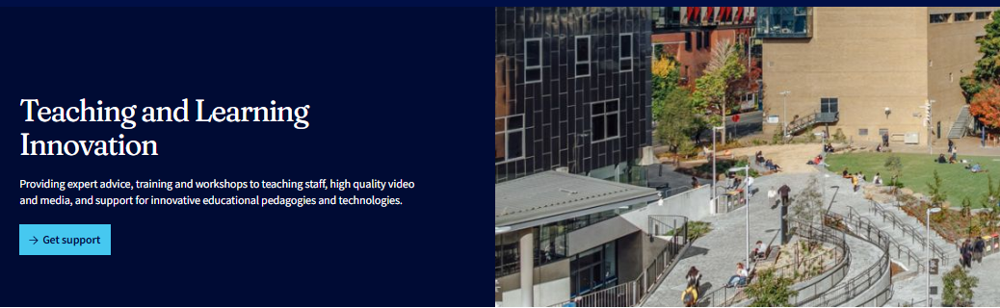 Teaching and Learning
Innovation
Providing expert advice, training and workshops to teaching staff, high quality video
and media, and support for innovative educational pedagogies and technologies.
→ Get support